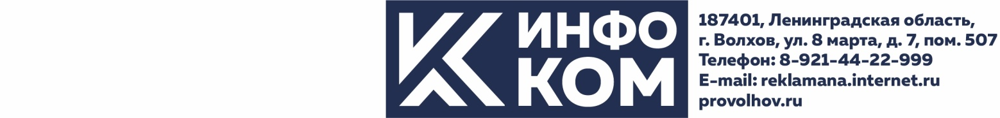 ИНФО
КОМ
187401, Ленинградская область,
г. Волхов, ул. 8 марта, д. 7, пом. 507
Телефон: 8-921-44-22-999
E-mail: reklamana.internet.ru
provolhov.ru